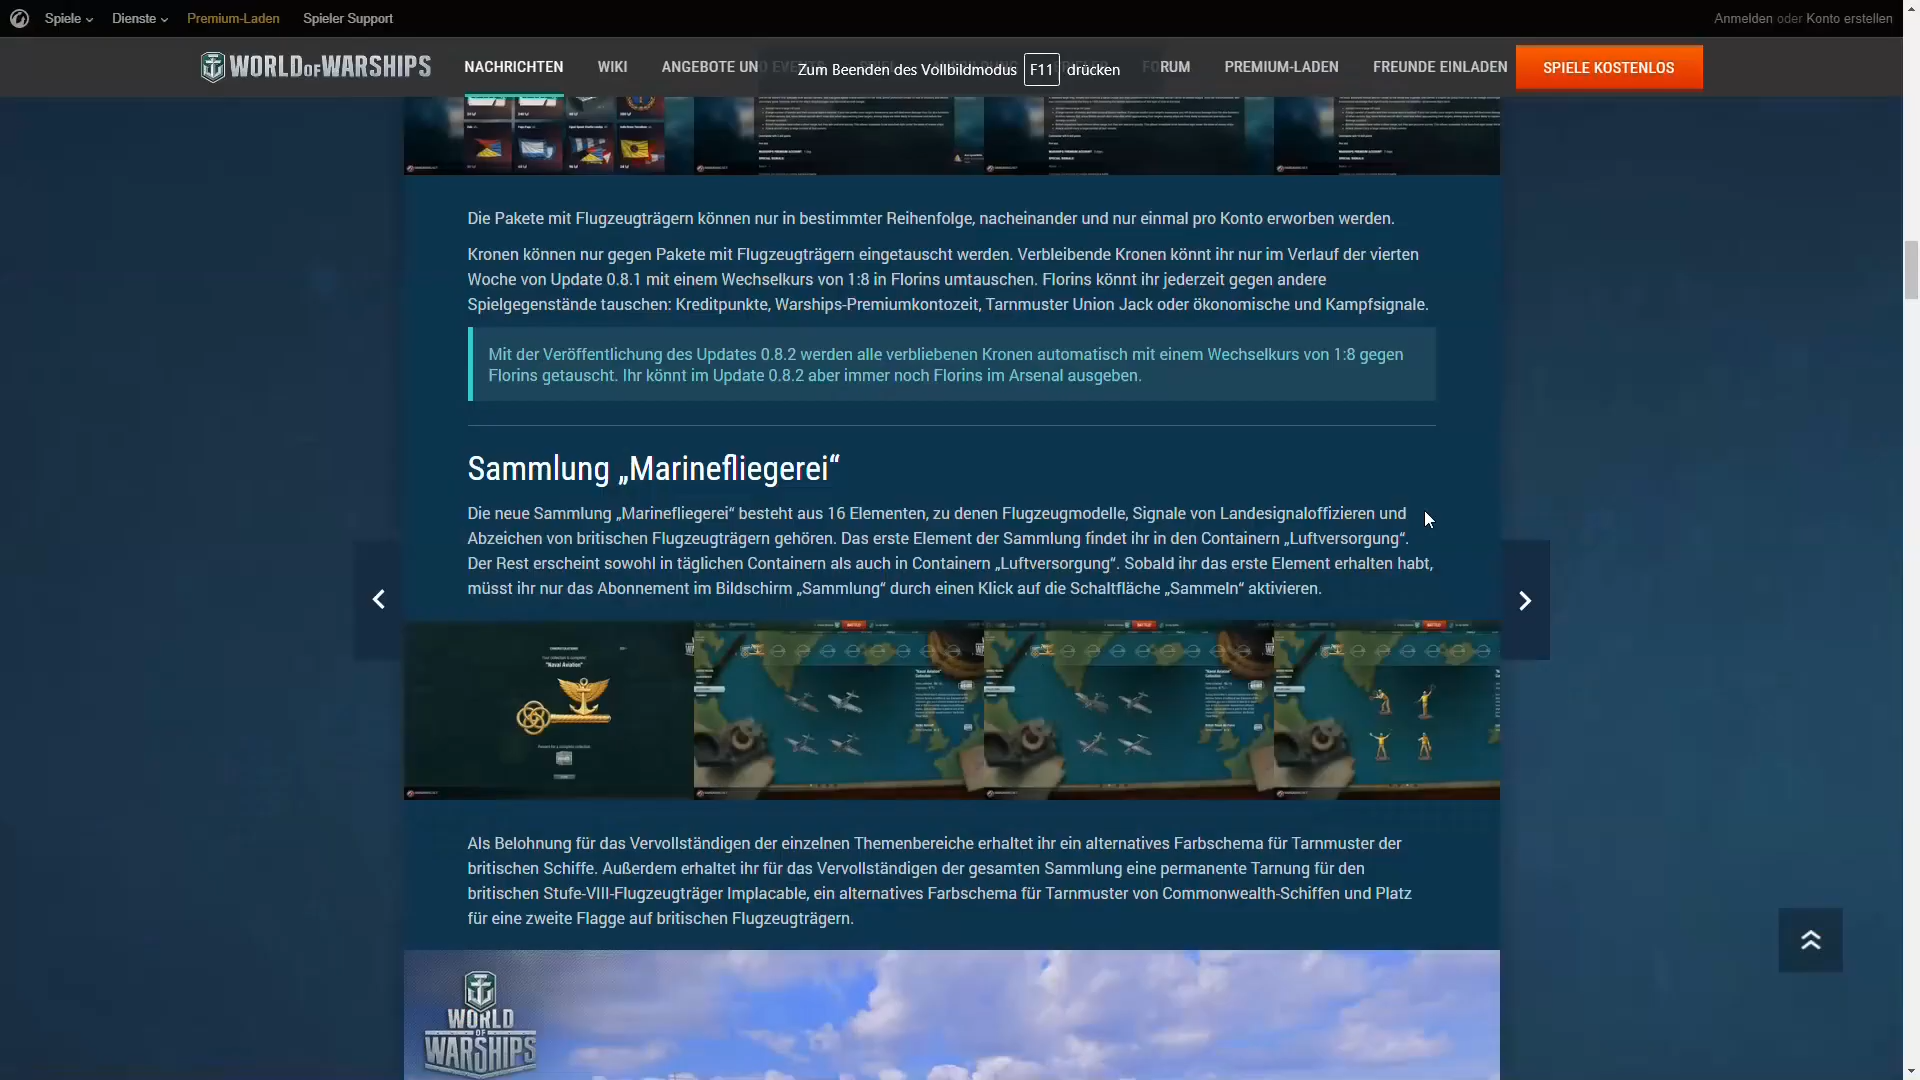 Spiele
Dienste
Premium-Laden
Spieler Support
Anmelden oder Konto erstellen
WORLD OF WARSHIPS
NACHRICHTEN
WIKI
ANGEBOTE UN
Zum Beenden des Vollbildmodus F11 drücken
FORUM
PREMIUM-LADEN
FREUNDE EINLADEN
SPIELE KOSTENLOS
Die Pakete mit Flugzeugträgern können nur in bestimmter Reihenfolge, nacheinander und nur einmal pro Konto erworben werden.
Kronen können nur gegen Pakete mit Flugzeugträgern eingetauscht werden. Verbleibende Kronen könnt ihr nur im Verlauf der vierten
Woche von Update 0.8.1 mit einem Wechselkurs von 1:8 in Florins umtauschen. Florins könnt ihr jederzeit gegen andere
Spielgegenstände tauschen: Kreditpunkte, Warships-Premiumkontozeit, Tarnmuster Union Jack oder ökonomische und Kampfsignale.
Mit der Veröffentlichung des Updates 0.8.2 werden alle verbliebenen Kronen automatisch mit einem Wechselkurs von 1:8 gegen
Florins getauscht. Ihr könnt im Update 0.8.2 aber immer noch Florins im Arsenal ausgeben.
Sammlung „Marinefliegerei“
Die neue Sammlung „Marinefliegerei“ besteht aus 16 Elementen, zu denen Flugzeugmodelle, Signale von Landesignaloffizieren und
Abzeichen von britischen Flugzeugträgern gehören. Das erste Element der Sammlung findet ihr in den Containern „Luftversorgung“.
Der Rest erscheint sowohl in täglichen Containern als auch in Containern „Luftversorgung“. Sobald ihr das erste Element erhalten habt,
müsst ihr nur das Abonnement im Bildschirm „Sammlung“ durch einen Klick auf die Schaltfläche „Sammeln“ aktivieren.
"Naval Aviation"
Als Belohnung für das Vervollständigen der einzelnen Themenbereiche erhaltet ihr ein alternatives Farbschema für Tarnmuster der
britischen Schiffe. Außerdem erhaltet ihr für das Vervollständigen der gesamten Sammlung eine permanente Tarnung für den
britischen Stufe-VIII-Flugzeugträger Implacable, ein alternatives Farbschema für Tarnmuster von Commonwealth-Schiffen und Platz
für eine zweite Flagge auf britischen Flugzeugträgern.
WORLD
OF
WARSHIPS